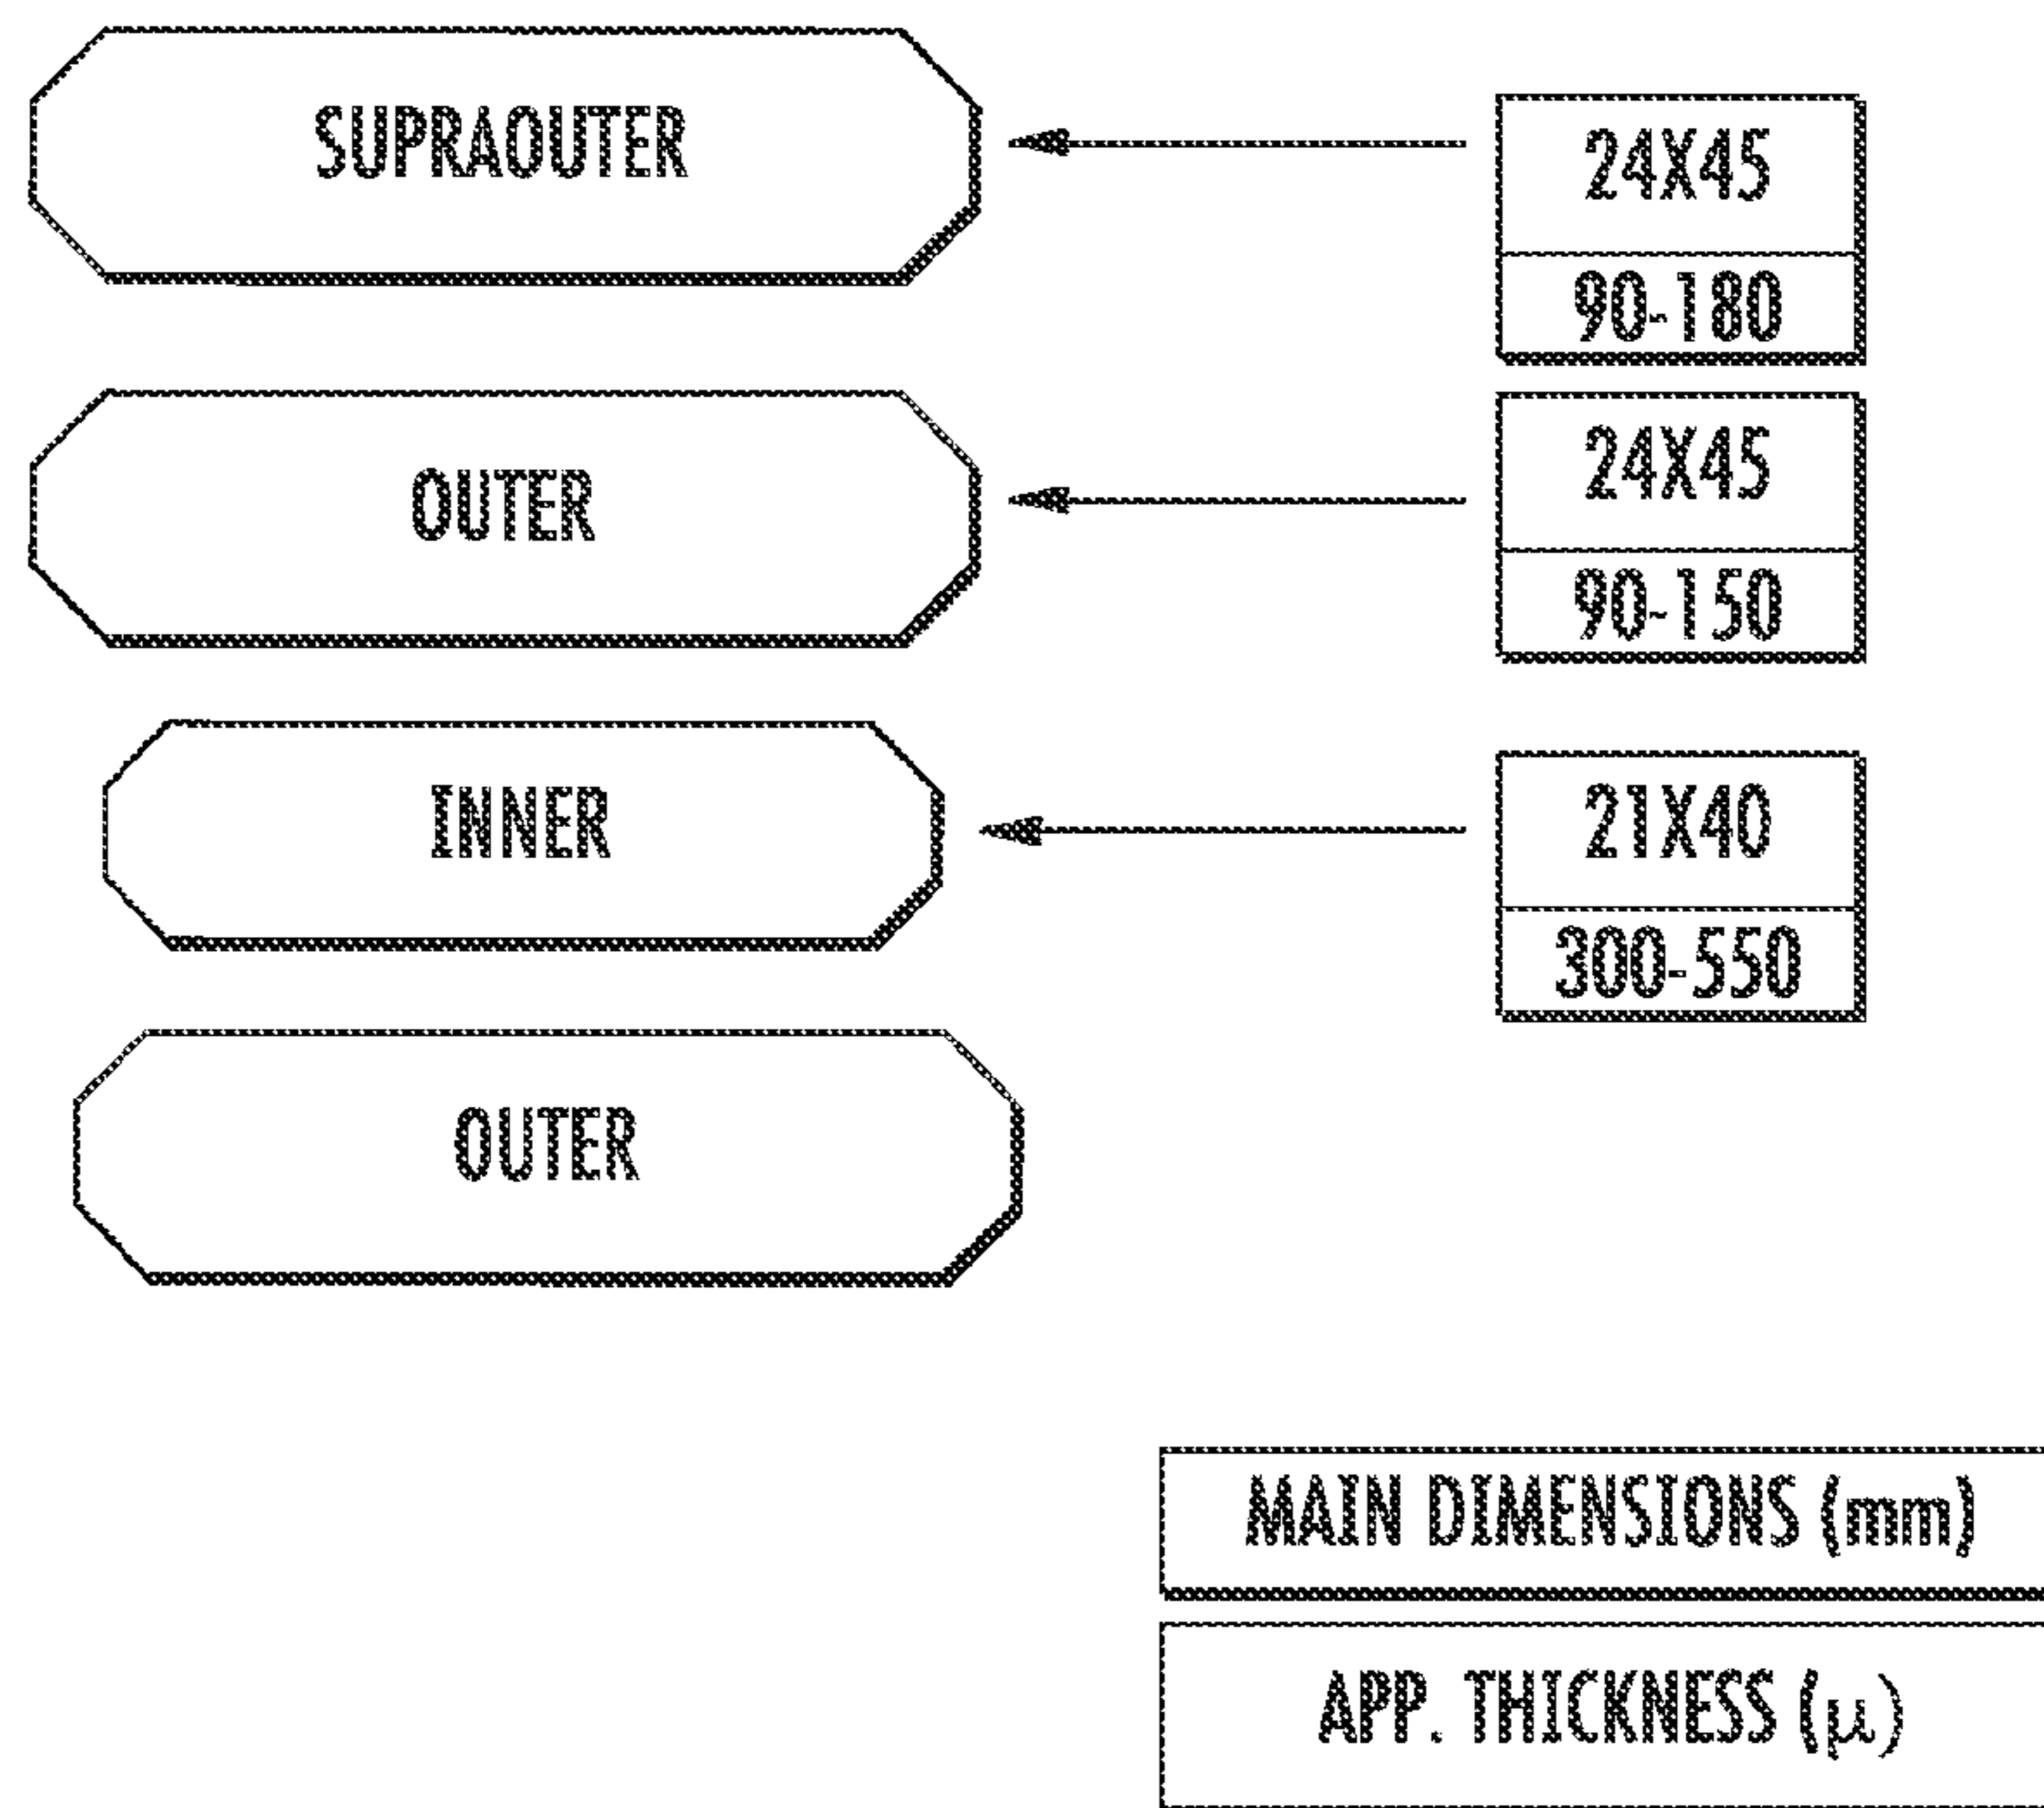 SUPRAOUTER
24X45
90-180
OUTER
24X45
90-150
INNER
21X40
300-550
OUTER
MAIN DIMENSIONS (mm)
APP. THICKNESS (µ)